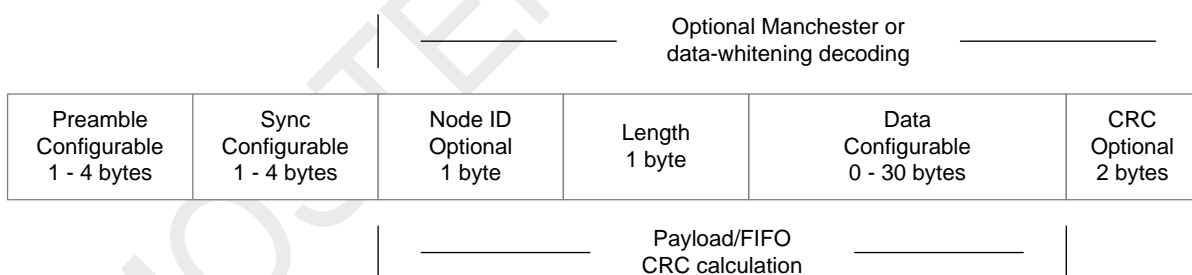 Optional Manchester or
data-whitening decoding
Preamble
Configurable
1 - 4 bytes
Sync
Configurable
1 - 4 bytes
Node ID
Optional
1 byte
Length
1 byte
Data
Configurable
0 - 30 bytes
CRC
Optional
2 bytes
Payload/FIFO
CRC calculation